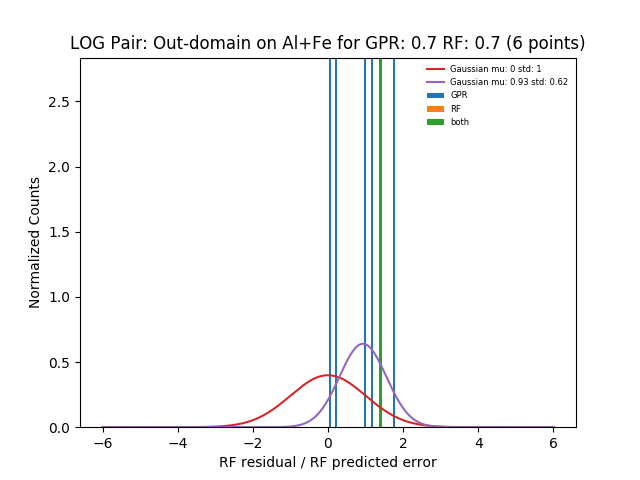 LOG Pair: Out-domain on Al+Fe for GPR: 0.7 RF: 0.7 (6 points)
Gaussian mu: 0 std: 1
Gaussian mu: 0.93 std: 0.62
GPR
RF
both
Normalized Counts
2.5
2.0
1.5
1.0
0.5
0.0
−6
−4
−2
0
2
4
6
RF residual / RF predicted error